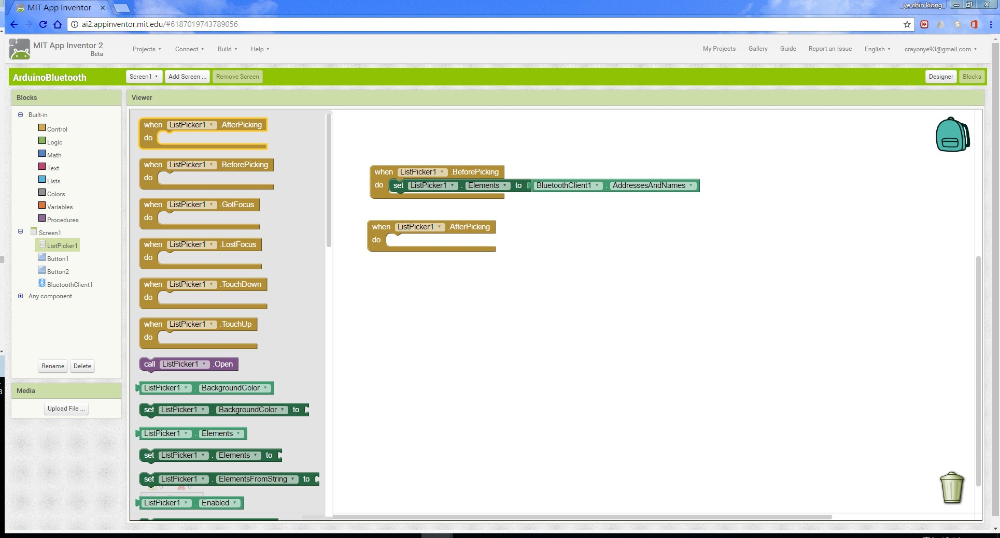 MIT App Inventor
ye chin kiong
ai2.appinventor.mit.edu/#6187019743789056
MIT App Inventor 2
Beta
Projects Connect Build Help
My Projects Gallery Guide Report an Issue English crayonye93@gmail.com
ArduinoBluetooth
Screen1 Add Screen ... Remove Screen
Designer Blocks
Blocks
Built-in
Control
Logic
Math
Text
Lists
Colors
Variables
Procedures
Screen1
ListPicker1
Button1
Button2
BluetoothClient1
Any component
Rename Delete
Media
Upload File ...
Viewer
when ListPicker1 .AfterPicking
do
when ListPicker1 .BeforePicking
do
when ListPicker1 .GotFocus
do
when ListPicker1 .LostFocus
do
when ListPicker1 .TouchDown
do
when ListPicker1 .TouchUp
do
call ListPicker1 .Open
ListPicker1 . BackgroundColor
set ListPicker1 . BackgroundColor to
ListPicker1 . Elements
set ListPicker1 . Elements to
set ListPicker1 . ElementsFromString to
0 0
ListPicker1 . Enabled
when ListPicker1 .BeforePicking
do set ListPicker1 . Elements to BluetoothClient1 . AddressesAndNames
when ListPicker1 .AfterPicking
do